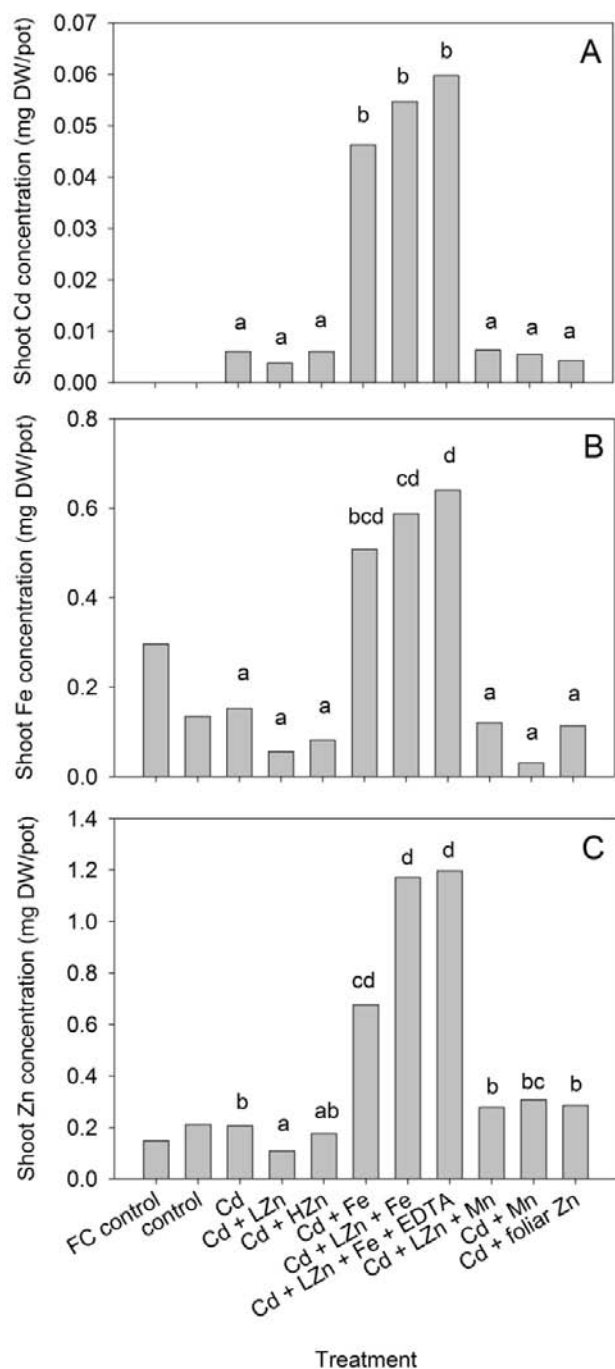 A
Shoot Cd concentration (mg DW/pot)
0.07
0.06
0.05
0.04
0.03
0.02
0.01
0.00
a
a
a
b
b
b
a
a
a
B
Shoot Fe concentration (mg DW/pot)
0.8
0.6
0.4
0.2
0.0
a
a
a
bcd
cd
d
a
a
a
C
Shoot Zn concentration (mg DW/pot)
1.4
1.2
1.0
0.8
0.6
0.4
0.2
0.0
b
a
ab
cd
d
d
b
bc
b
FC control
control
Cd
Cd + LZn
Cd + HZn
Cd + Fe
Cd + LZn + Fe
Cd + LZn + Fe + EDTA
Cd + LZn + Mn
Cd + Mn
Cd + foliar Zn
Treatment